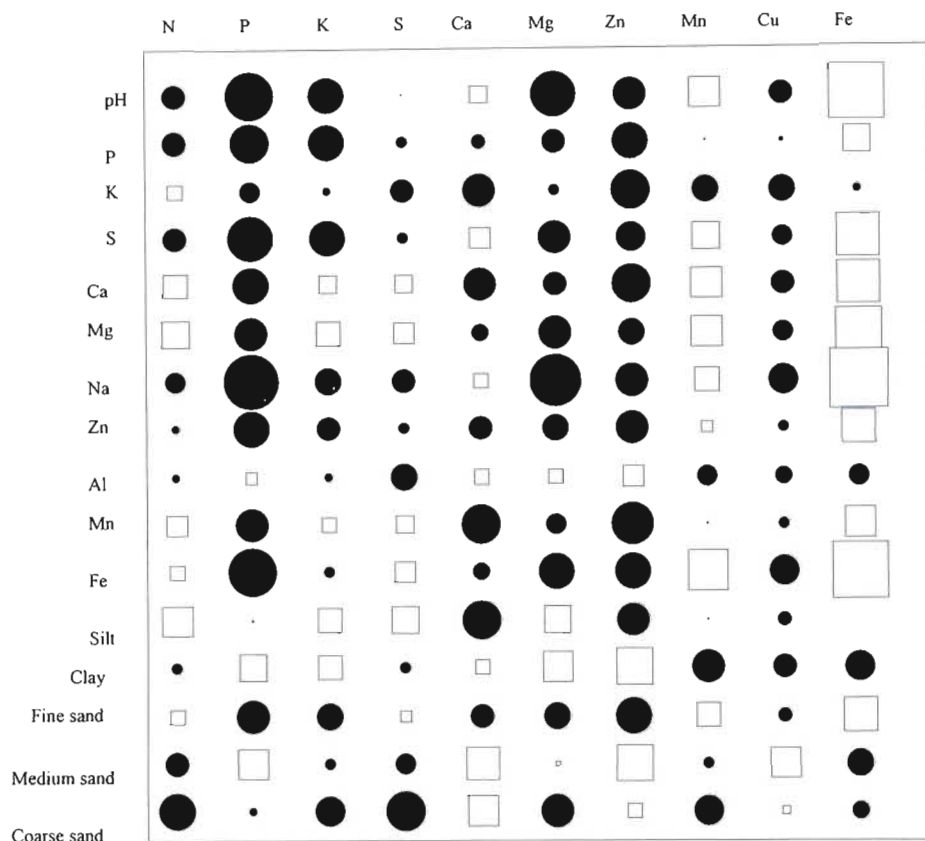 N P K S Ca Mg Zn Mn Cu Fe
pH
P
K
S
Ca
Mg
Na
Zn
Al
Mn
Fe
Silt
Clay
Fine sand
Medium sand
Coarse sand